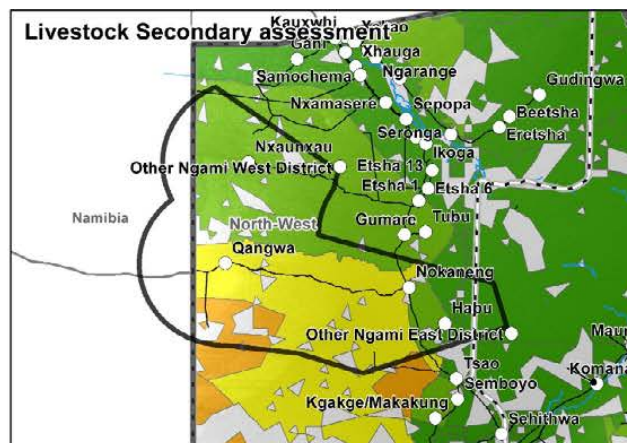 Livestock Secondary assessment
Kauxwhi
Gani
Xhauga
Samochema
Ngarange
Gudingwa
Nxamasere
Sepopa
Beetsha
Seronga
Eretsha
Ikoga
Nxaunxau
Other Ngami West District
Etsha 13
Etsha 1
Etsha 6
Namibia
North-West
Gumare
Tubu
Qangwa
Nokaneng
Habu
Other Ngami East District
Maun
Tsao
Komana
Semboyo
Kgakge/Makakung
Sehithwa